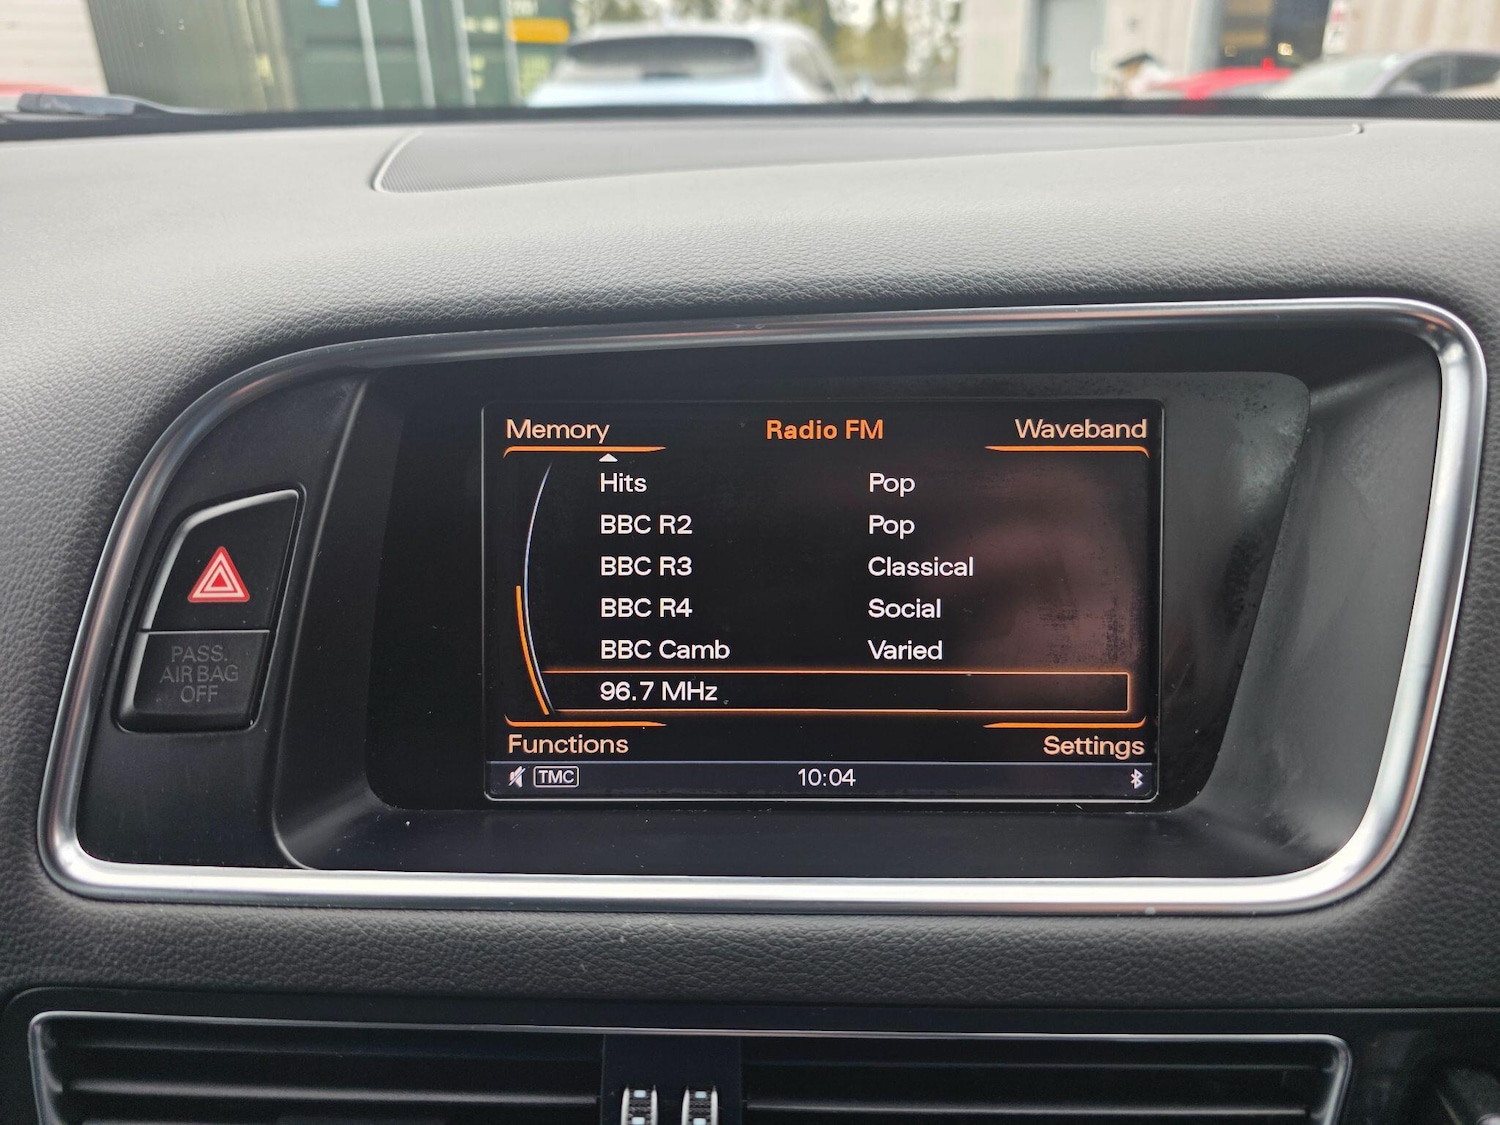 Memory Radio FM Waveband
Hits Pop
BBC R2 Pop
BBC R3 Classical
BBC R4 Social
BBC Camb Varied
96.7 MHz
Functions Settings
TMC 10:04
PASS.
AIR BAG
OFF